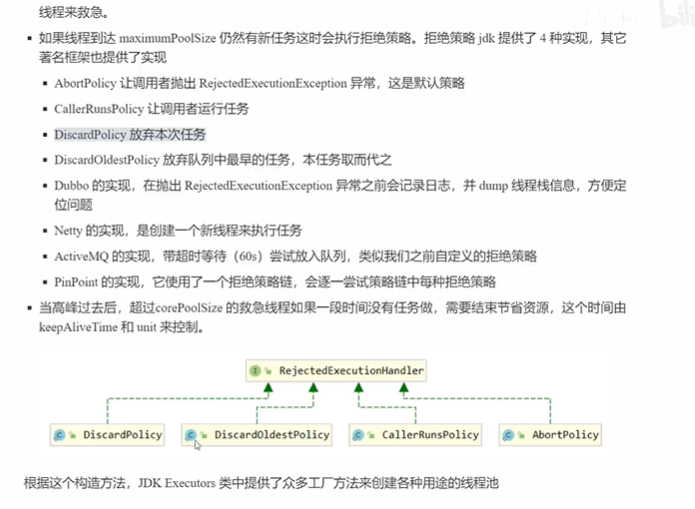 线程来救急。
如果线程到达 maximumPoolSize 仍然有新任务这时会执行拒绝策略。拒绝策略 jdk 提供了 4 种实现，其它
著名框架也提供了实现
AbortPolicy 让调用者抛出 RejectedExecutionException 异常，这是默认策略
CallerRunsPolicy 让调用者运行任务
DiscardPolicy 放弃本次任务
DiscardOldestPolicy 放弃队列中最早的任务，本任务取而代之
Dubbo 的实现，在抛出 RejectedExecutionException 异常之前会记录日志，并 dump 线程栈信息，方便定
位问题
Netty 的实现，是创建一个新线程来执行任务
ActiveMQ 的实现，带超时等待（60s）尝试放入队列，类似我们之前自定义的拒绝策略
PinPoint 的实现，它使用了一个拒绝策略链，会逐一尝试策略链中每种拒绝策略
当高峰过去后，超过corePoolSize 的救急线程如果一段时间没有任务做，需要结束节省资源，这个时间由
keepAliveTime 和 unit 来控制。
RejectedExecutionHandler
DiscardPolicy
DiscardOldestPolicy
CallerRunsPolicy
AbortPolicy
根据这个构造方法，JDK Executors 类中提供了众多工厂方法来创建各种用途的线程池